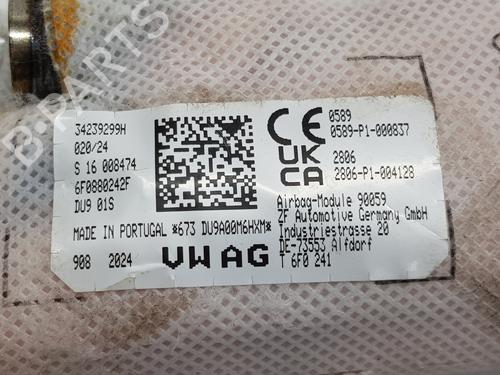 34239299H
020/24
S 16 008474
6F0880242F
DU9 01S
MADE IN PORTUGAL *673 DU9A00M6HXM*
908 2024
VW AG
CE 0589
0589-P1-000837
UK CA 2806
2806-P1-004128
Airbag-Module 90059
ZF Automotive Germany GmbH
Industriestrasse 20
DE-73553 Alfdorf
T 6F0 241
B-PARTS